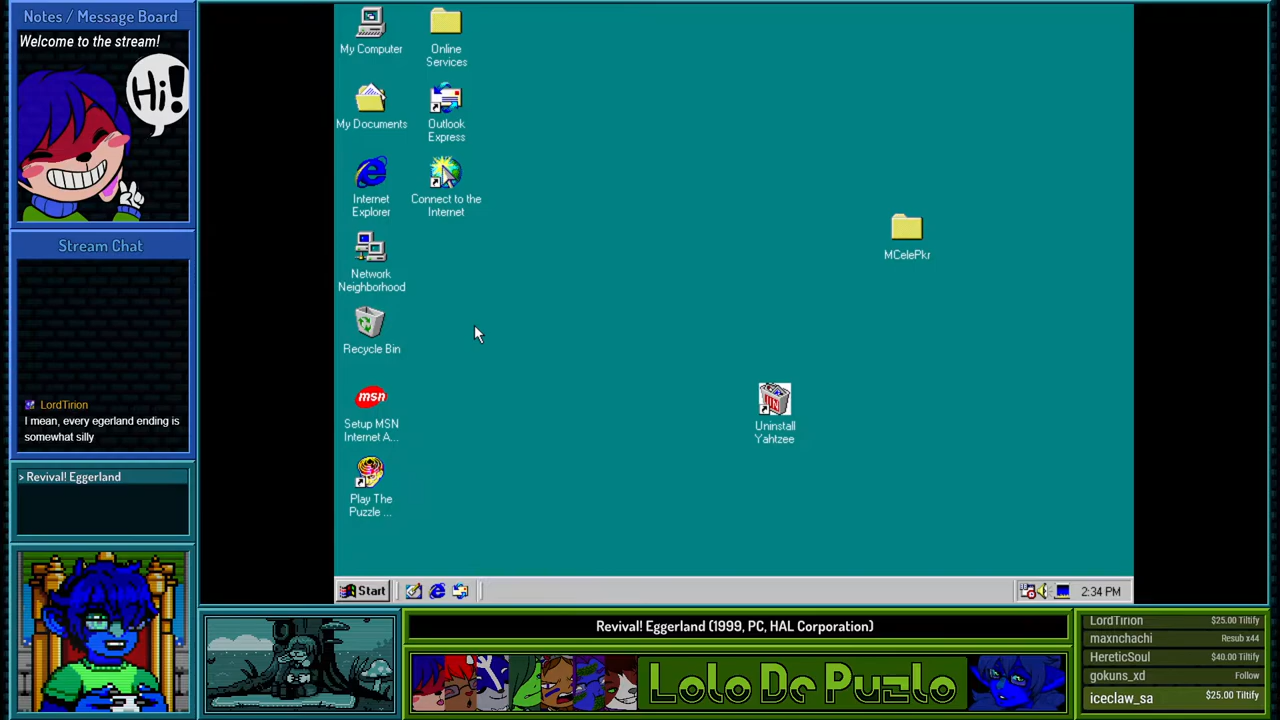 Notes / Message Board
Welcome to the stream!
Hi!
Stream Chat
LordTirion
I mean, every egerland ending is
somewhat silly
> Revival! Eggerland
My Computer
Online
Services
My Documents
Outlook
Express
Internet
Explorer
Connect to the
Internet
Network
Neighborhood
Recycle Bin
msn
Setup MSN
Internet A...
Play The
Puzzle ...
MCelePkr
UN
Uninstall
Yahtzee
Start
2:34 PM
Revival! Eggerland (1999, PC, HAL Corporation)
Lolo De Puzlo
LordTirion $25.00 Tiltify
maxnchachi Resub x44
HereticSoul $40.00 Tiltify
gokuns_xd Follow
iceclaw_sa $25.00 Tiltify